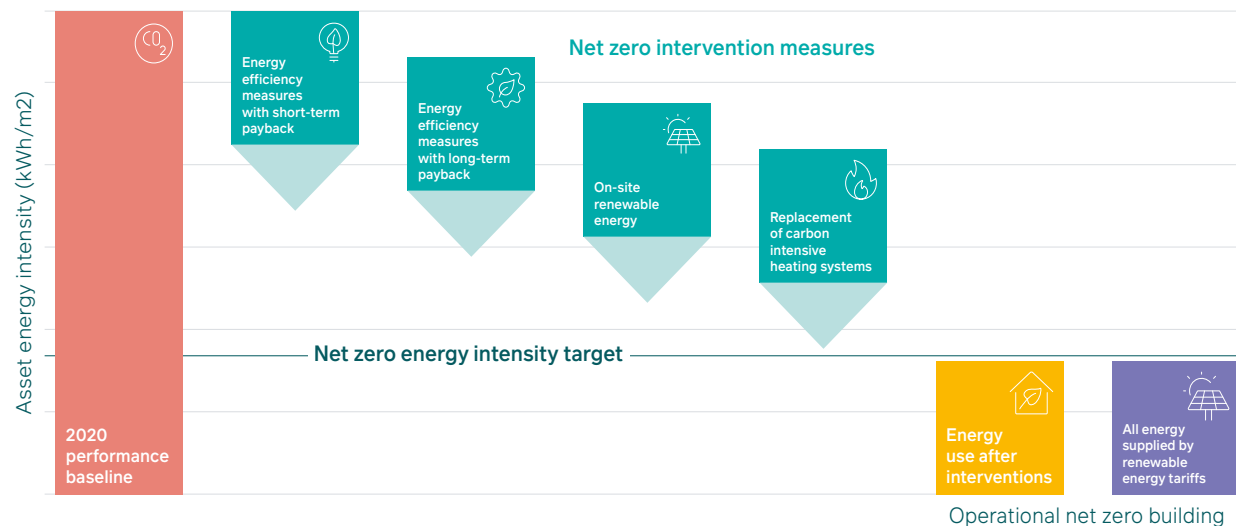 Asset energy intensity (kWh/m2)
CO2
2020
performance
baseline
Energy
efficiency
measures
with short-term
payback
Energy
efficiency
measures
with long-term
payback
Net zero intervention measures
On-site
renewable
energy
Replacement
of carbon
intensive
heating systems
Net zero energy intensity target
Energy
use after
interventions
All energy
supplied by
renewable
energy tariffs
Operational net zero building